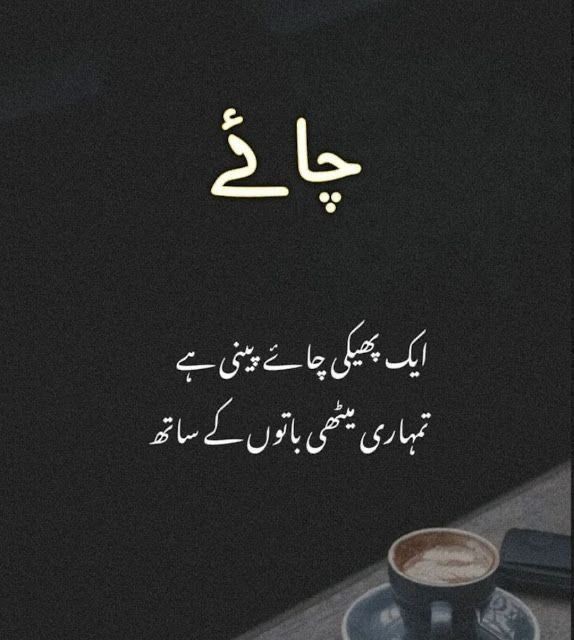 چائے
ایک پھیکی چائے پینی ہے
تمہاری میٹھی باتوں کے ساتھ